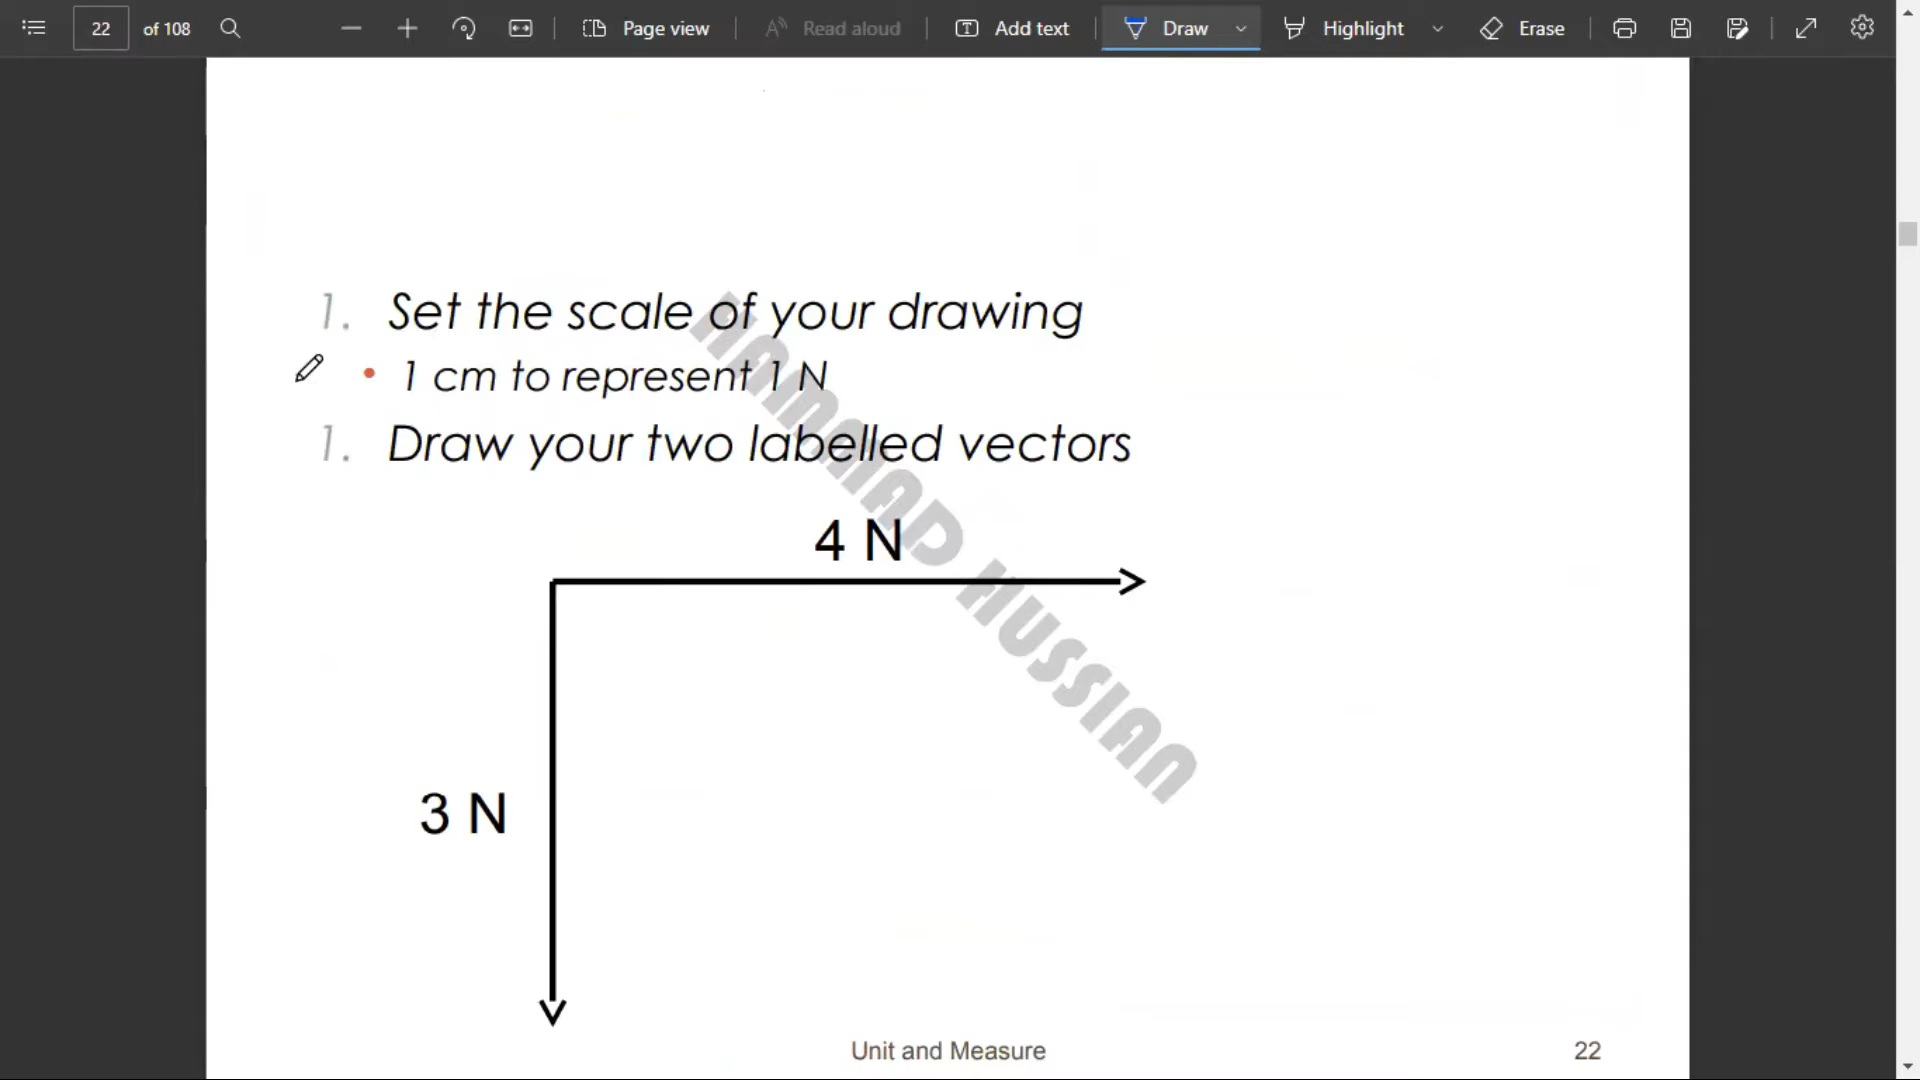 22 of 108 Page view Read aloud Add text Draw Highlight Erase
1. Set the scale of your drawing
• 1 cm to represent 1 N
1. Draw your two labelled vectors
4 N
3 N
HAMMAD HUSSIAN
Unit and Measure
22